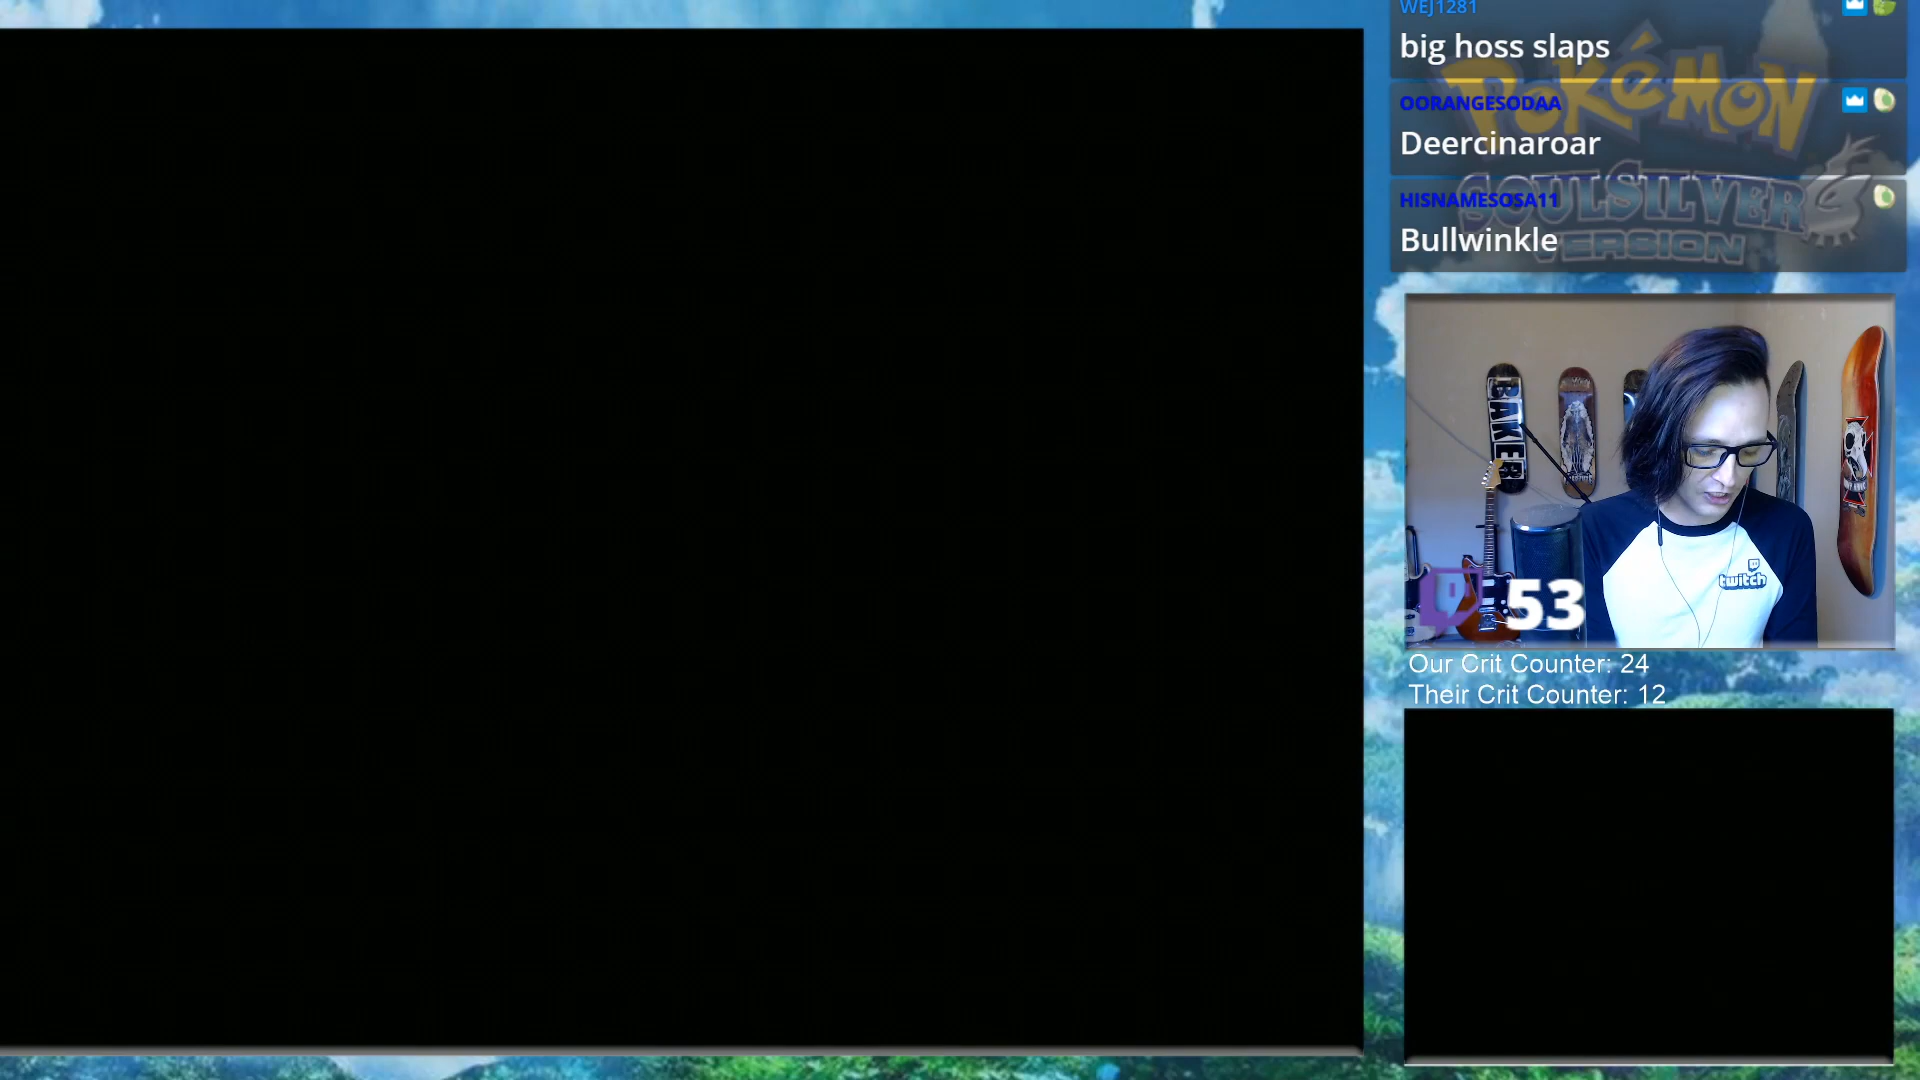 WEJ1281
big hoss slaps
OORANGESODAA
Deercinaroar
HISNAMESOSA11
Bullwinkle
POKéMON
SOULSILVER
VERSION
BAKER
twitch
53
Our Crit Counter: 24
Their Crit Counter: 12